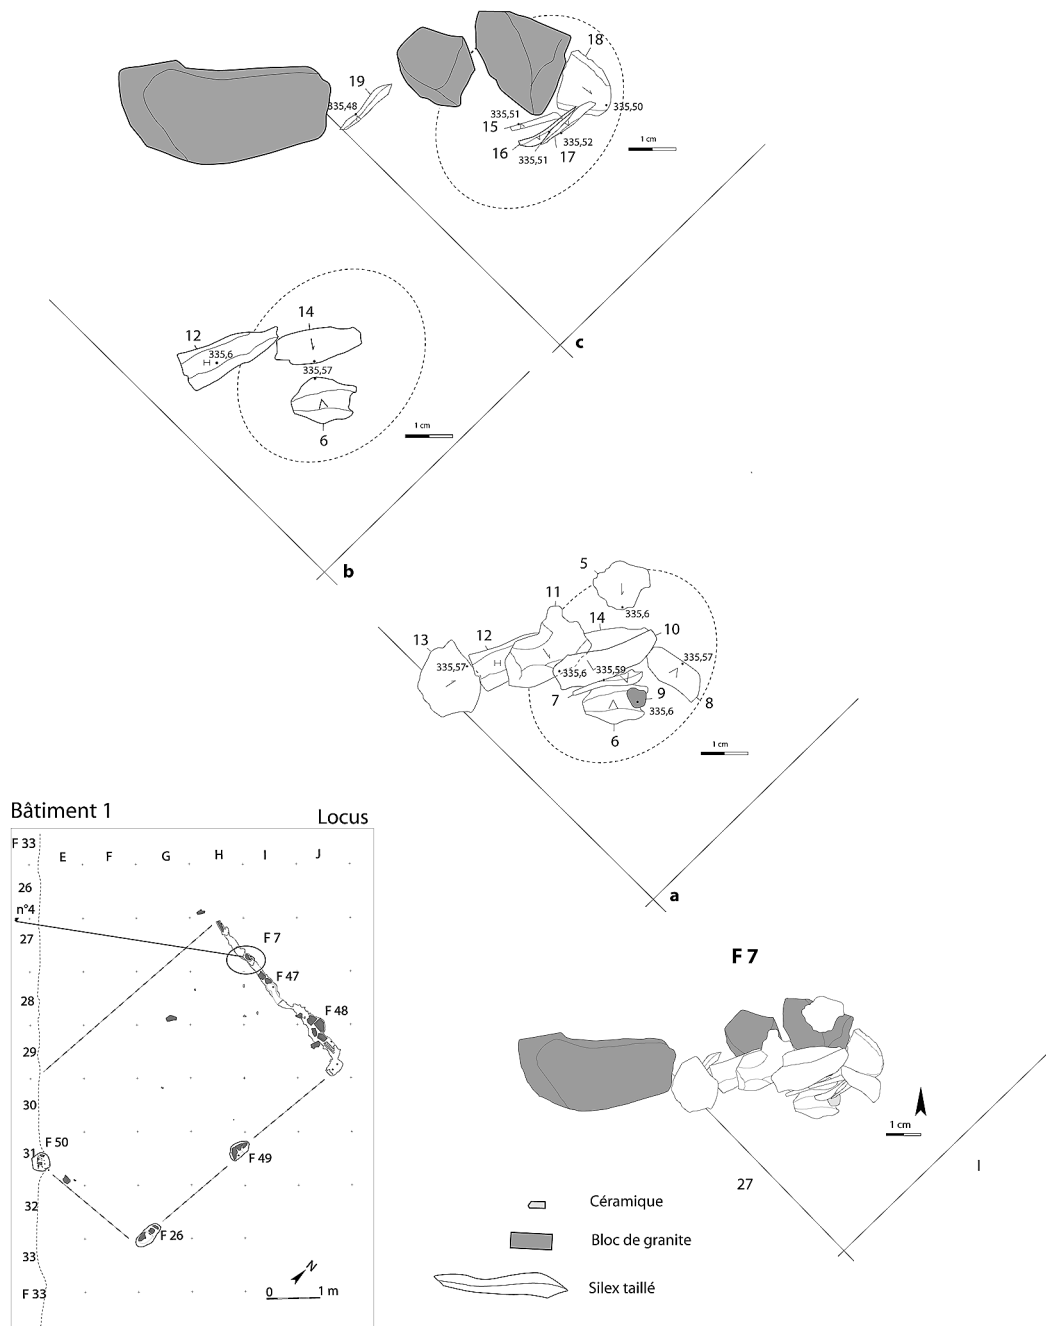 18
19
335,48
335,51
335,50
15
335,52
16
335,51
17
1 cm
c
14
12
335,6
335,57
1 cm
6
b
5
11
335,6
14
10
13
12
335,57
335,57
335,6
335,59
7
9
8
335,6
6
1 cm
a
Bâtiment 1
Locus
F 33
E F G H I J
26
n°4
27
F 7
F 47
28
F 48
29
30
F 50
31
F 49
32
F 26
33
N
0 1 m
F 33
F 7
1 cm
I
27
Céramique
Bloc de granite
Silex taillé